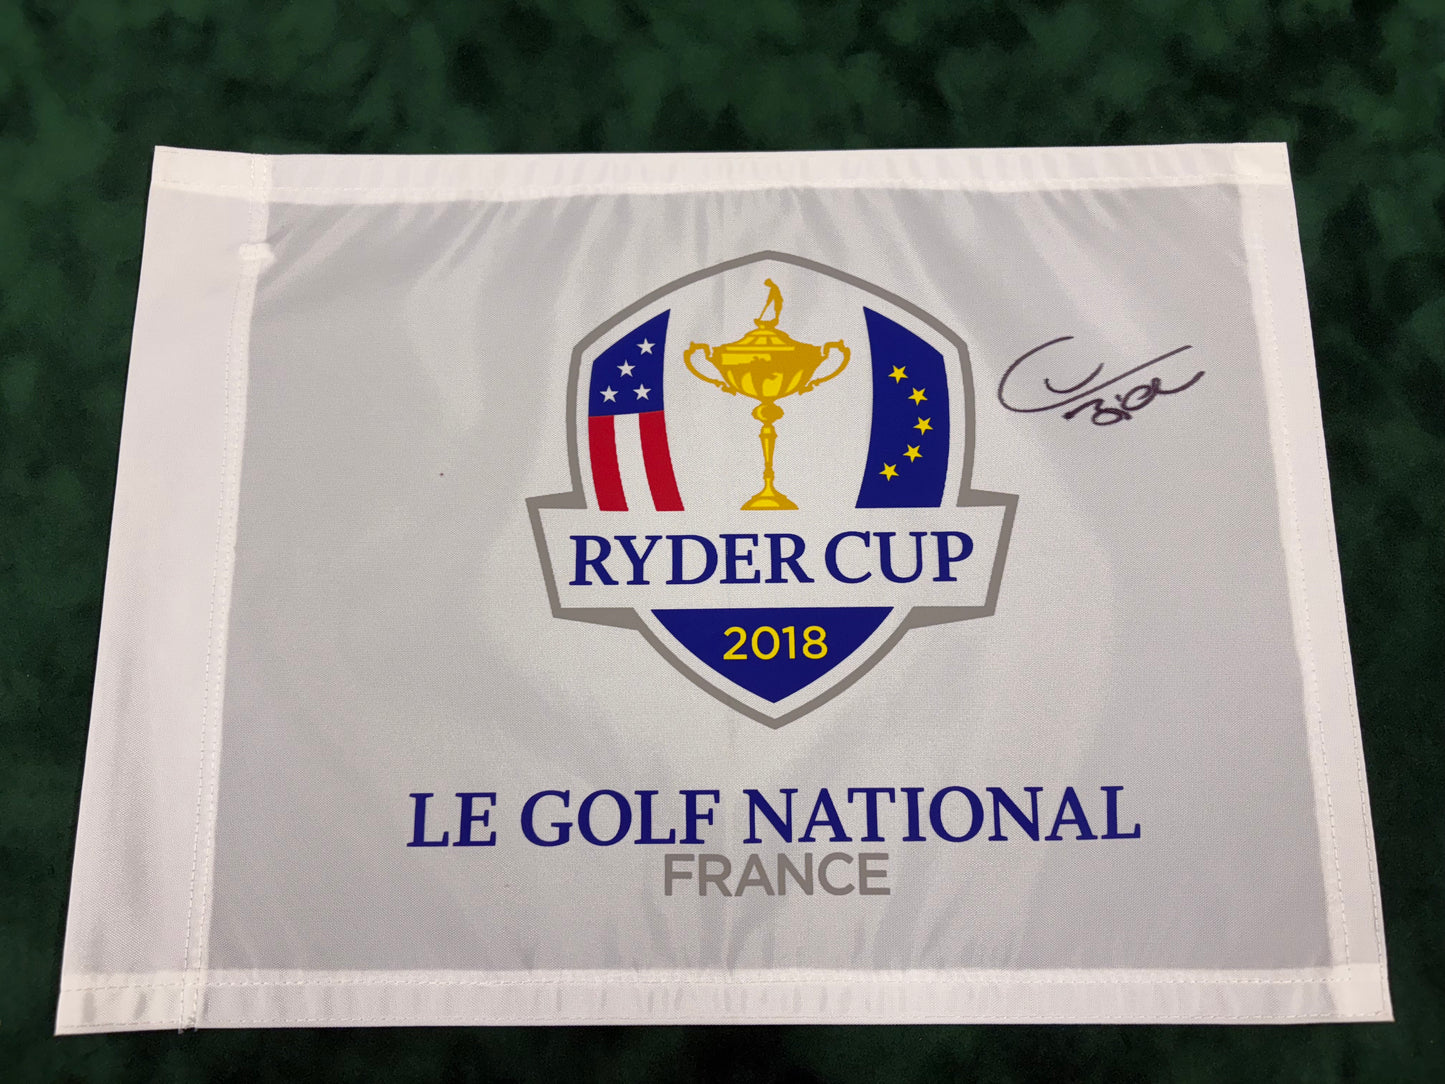 RYDER CUP
2018
LE GOLF NATIONAL
FRANCE